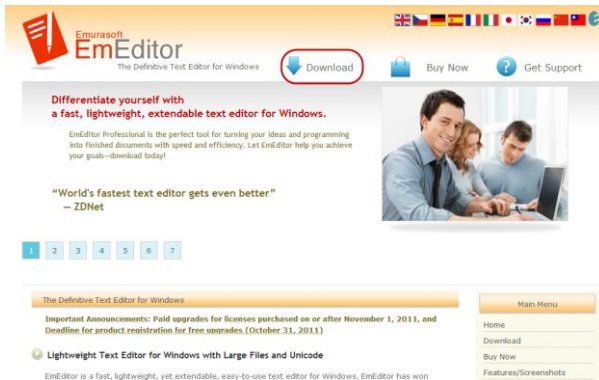 Emurasoft
EmEditor
The Definitive Text Editor for Windows
Download
Buy Now
? Get Support
Differentiate yourself with
a fast, lightweight, extendable text editor for Windows.
EmEditor Professional is the perfect tool for turning your ideas and programming
into finished documents with speed and efficiency. Let EmEditor help you achieve
your goals—download today!
"World's fastest text editor gets even better"
— ZDNet
1 2 3 4 5 6 7
The Definitive Text Editor for Windows
Important Announcements: Paid upgrades for licenses purchased on or after November 1, 2011, and
Deadline for product registration for free upgrades (October 31, 2011)
Lightweight Text Editor for Windows with Large Files and Unicode
EmEditor is a fast, lightweight, yet extendable, easy-to-use text editor for Windows. EmEditor has won
Main Menu
Home
Download
Buy Now
Features/Screenshots